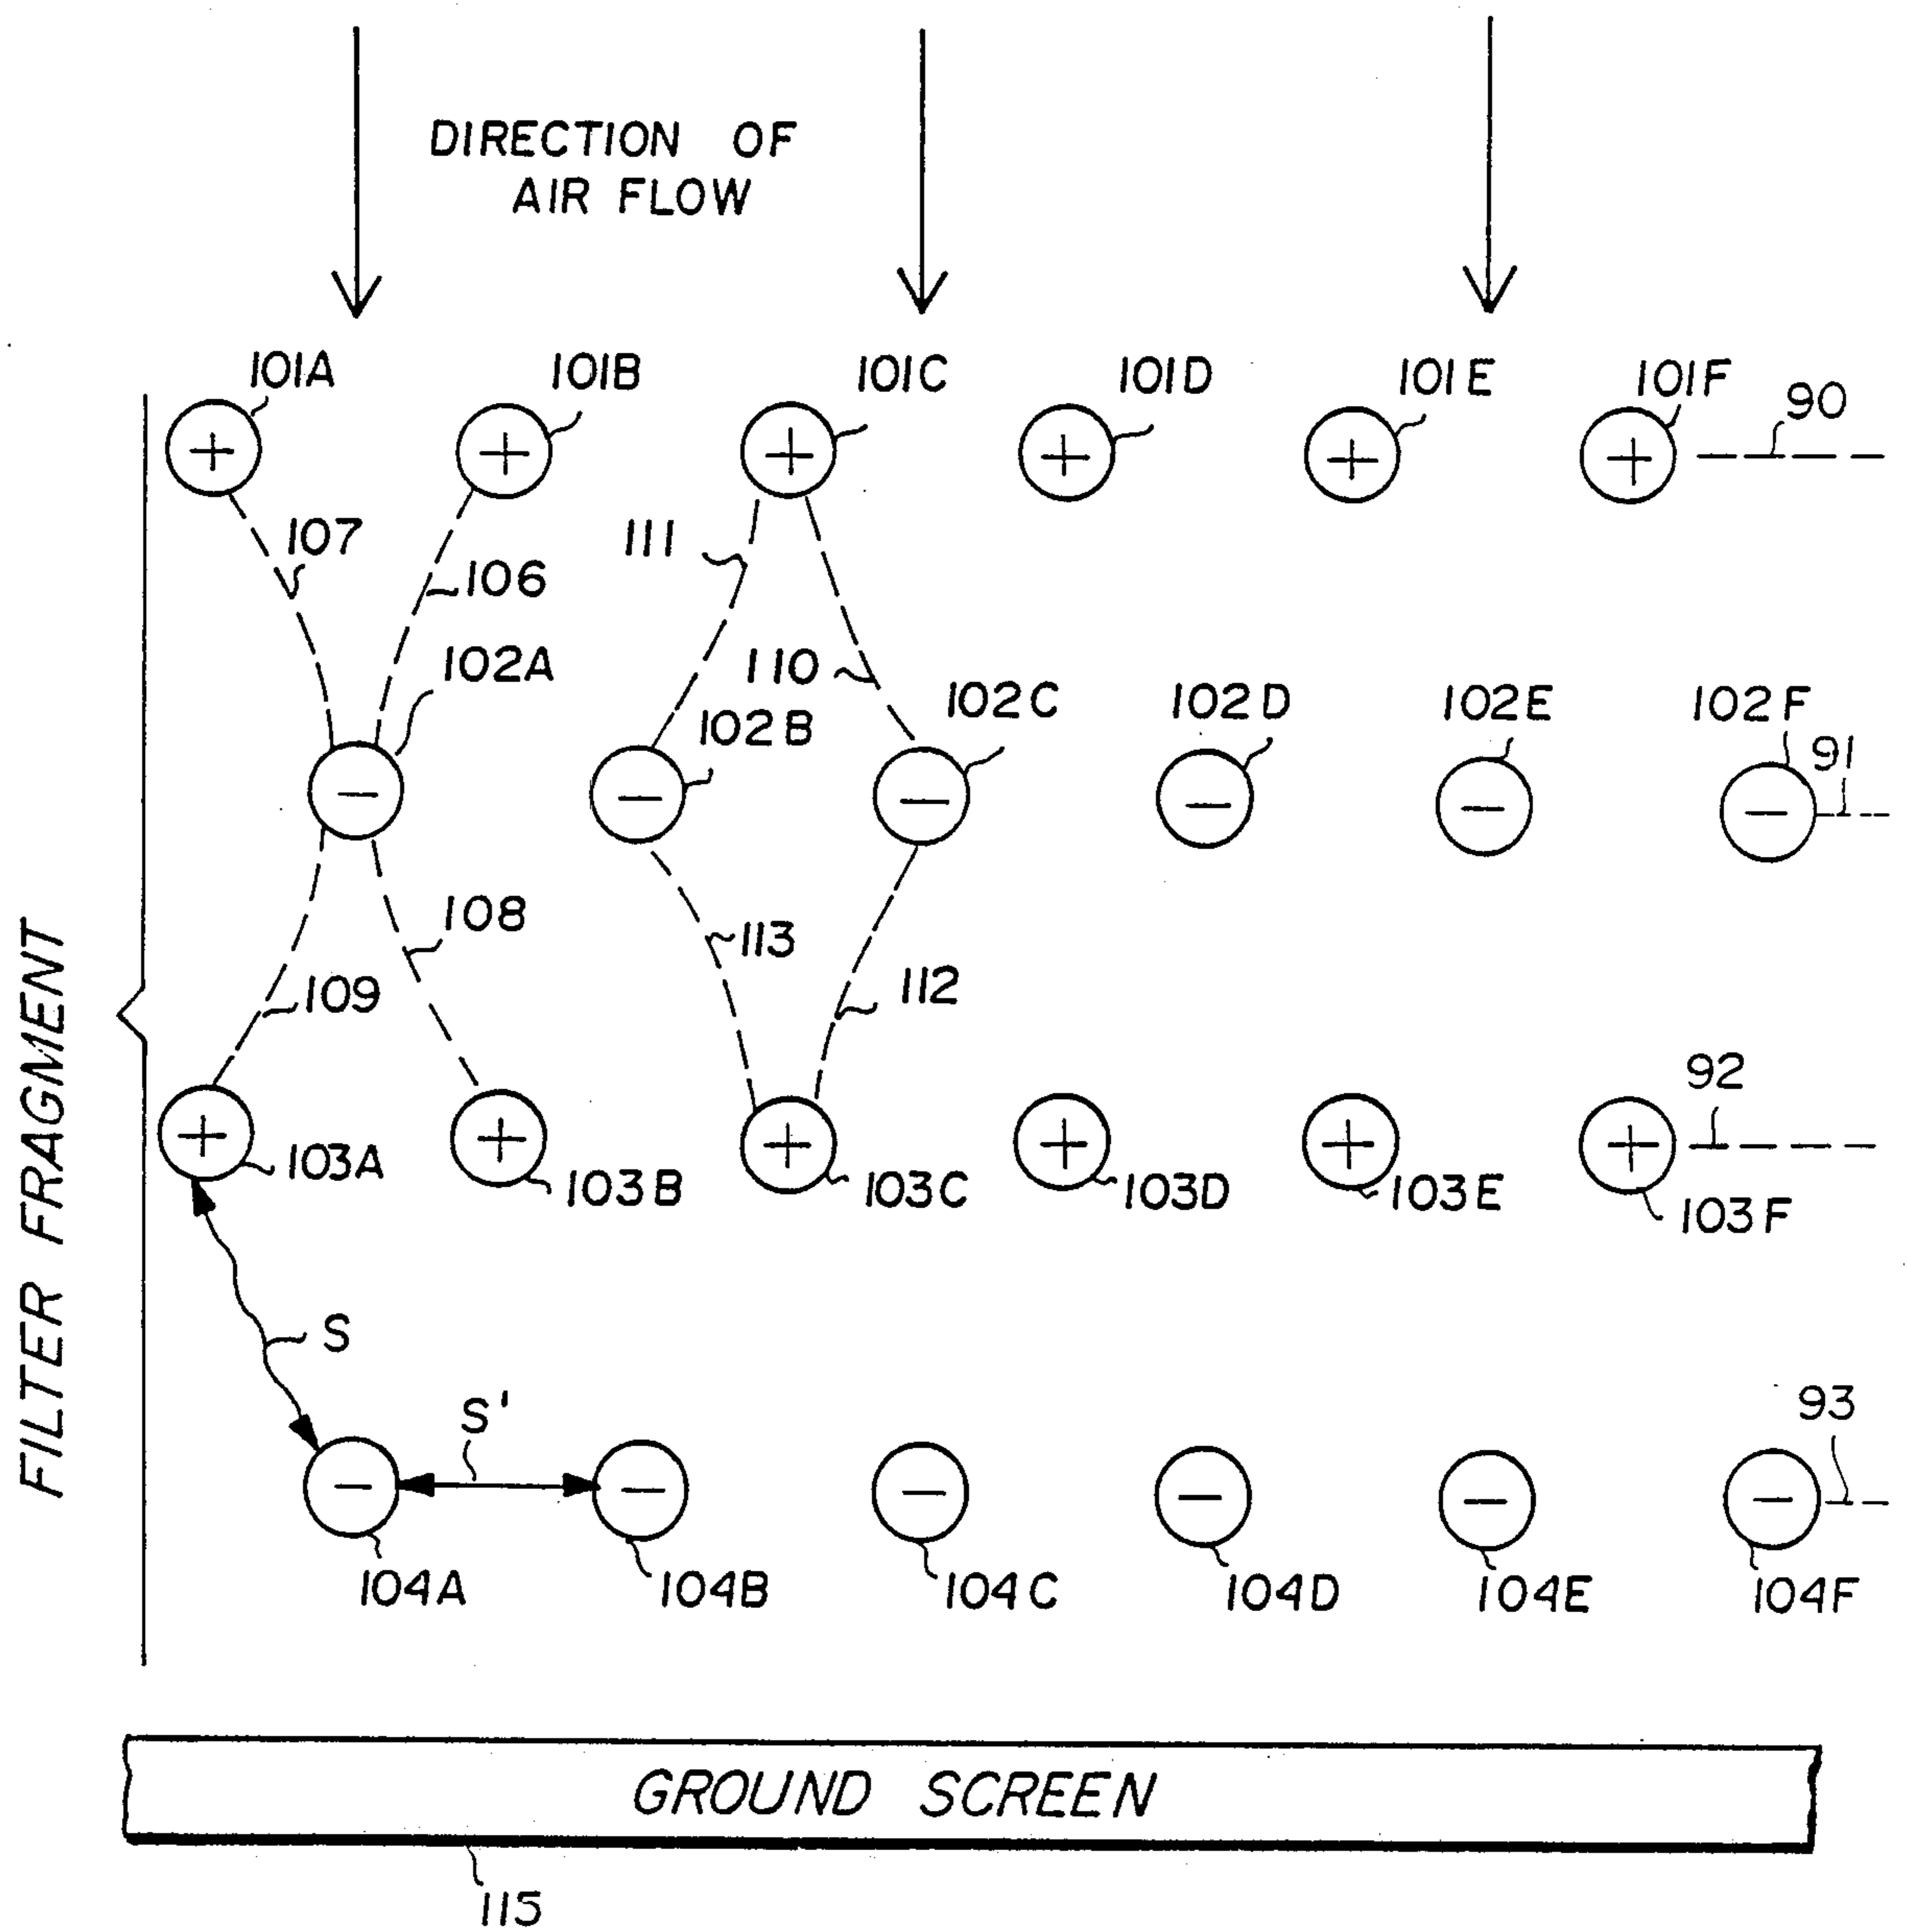 DIRECTION OF
AIR FLOW
101A 101B 101C 101D 101E 101F 90
+ + + + + +
107 111
106
102A 110 102C 102D 102E 102F
102B 91
− − − − − −
108 113
109 112
92
+ + + + + +
103A 103B 103C 103D 103E 103F
S
S' 93
− − − − − −
104A 104B 104C 104D 104E 104F
FILTER FRAGMENT
GROUND SCREEN
115